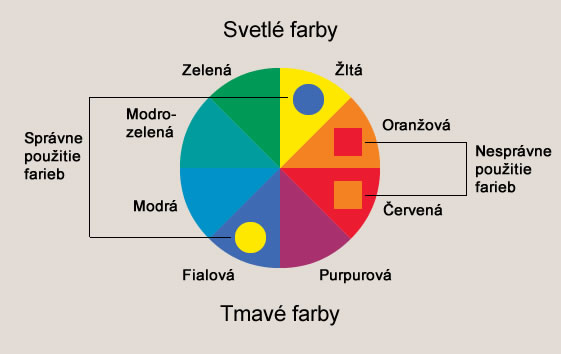 Svetlé farby
Zelená
Žltá
Modro-
zelená
Oranžová
Správne
použitie
farieb
Nesprávne
použitie
farieb
Modrá
Červená
Fialová
Purpurová
Tmavé farby